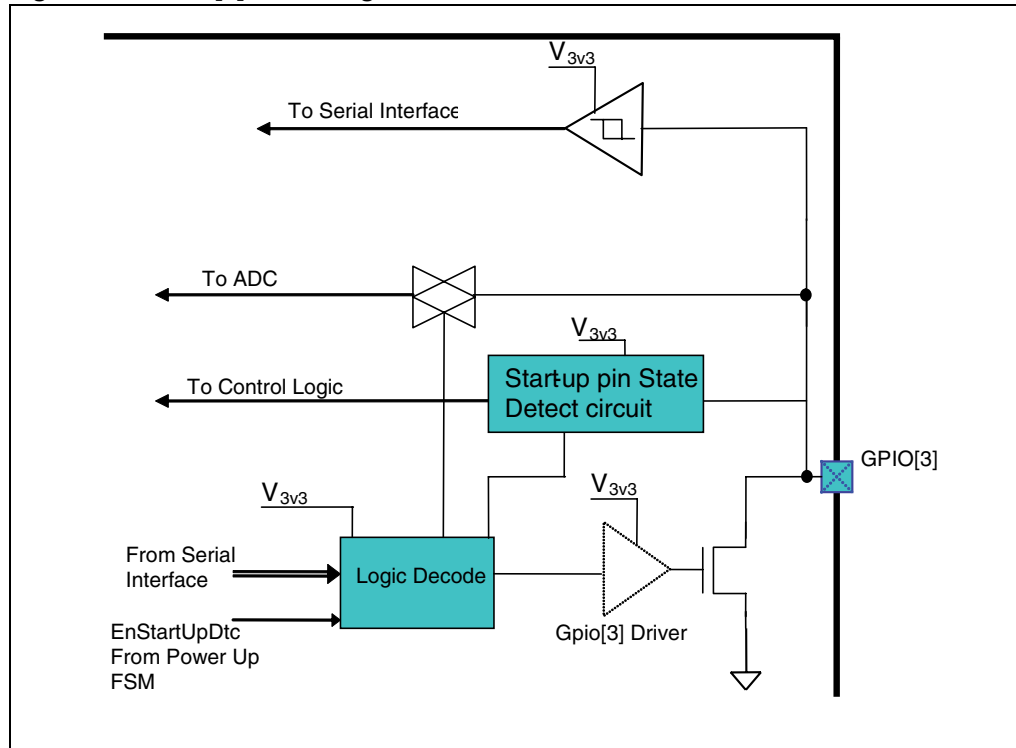 V3v3
To Serial Interface
To ADC
V3v3
Start-up pin State
Detect circuit
To Control Logic
GPIO[3]
V3v3
V3v3
From Serial
Interface
Logic Decode
Gpio[3] Driver
EnStartUpDtc
From Power Up
FSM